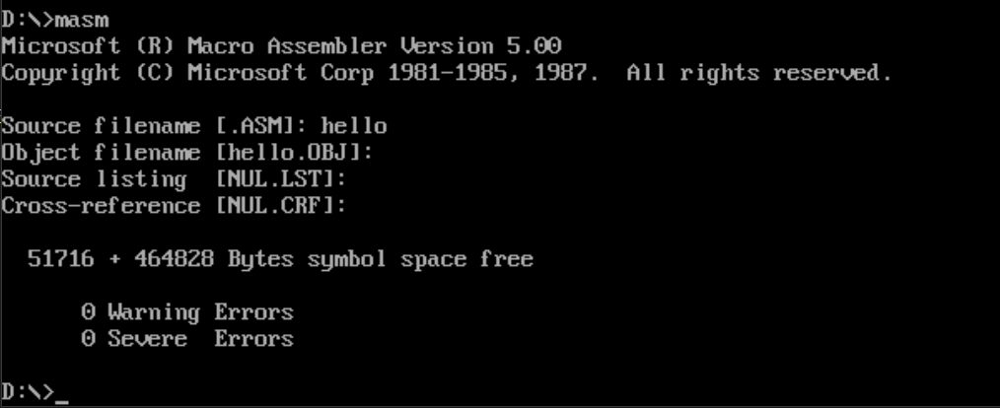 D:\>masm
Microsoft (R) Macro Assembler Version 5.00
Copyright (C) Microsoft Corp 1981-1985, 1987.  All rights reserved.
Source filename [.ASM]: hello
Object filename [hello.OBJ]:
Source listing  [NUL.LST]:
Cross-reference [NUL.CRF]:
  51716 + 464828 Bytes symbol space free
      0 Warning Errors
      0 Severe  Errors
D:\>_